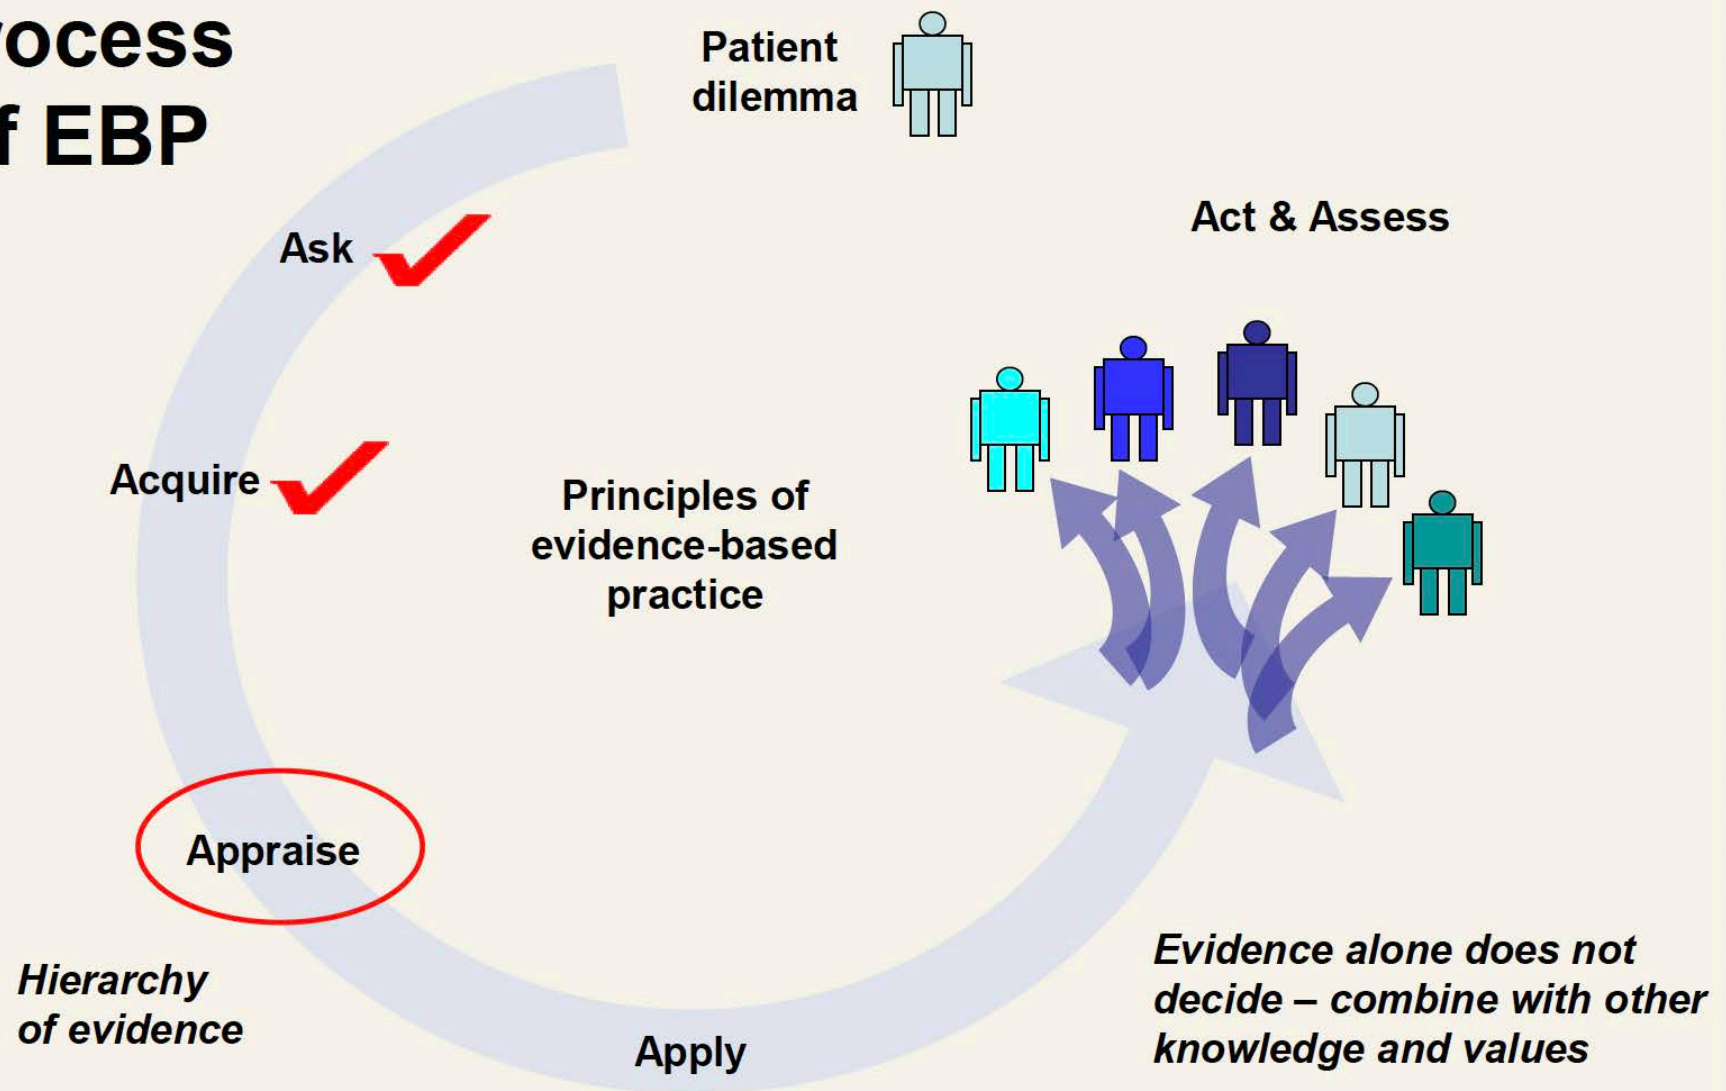 rocess
f EBP
Patient
dilemma
Act & Assess
Ask
Acquire
Principles of
evidence-based
practice
Appraise
Hierarchy
of evidence
Apply
Evidence alone does not
decide – combine with other
knowledge and values